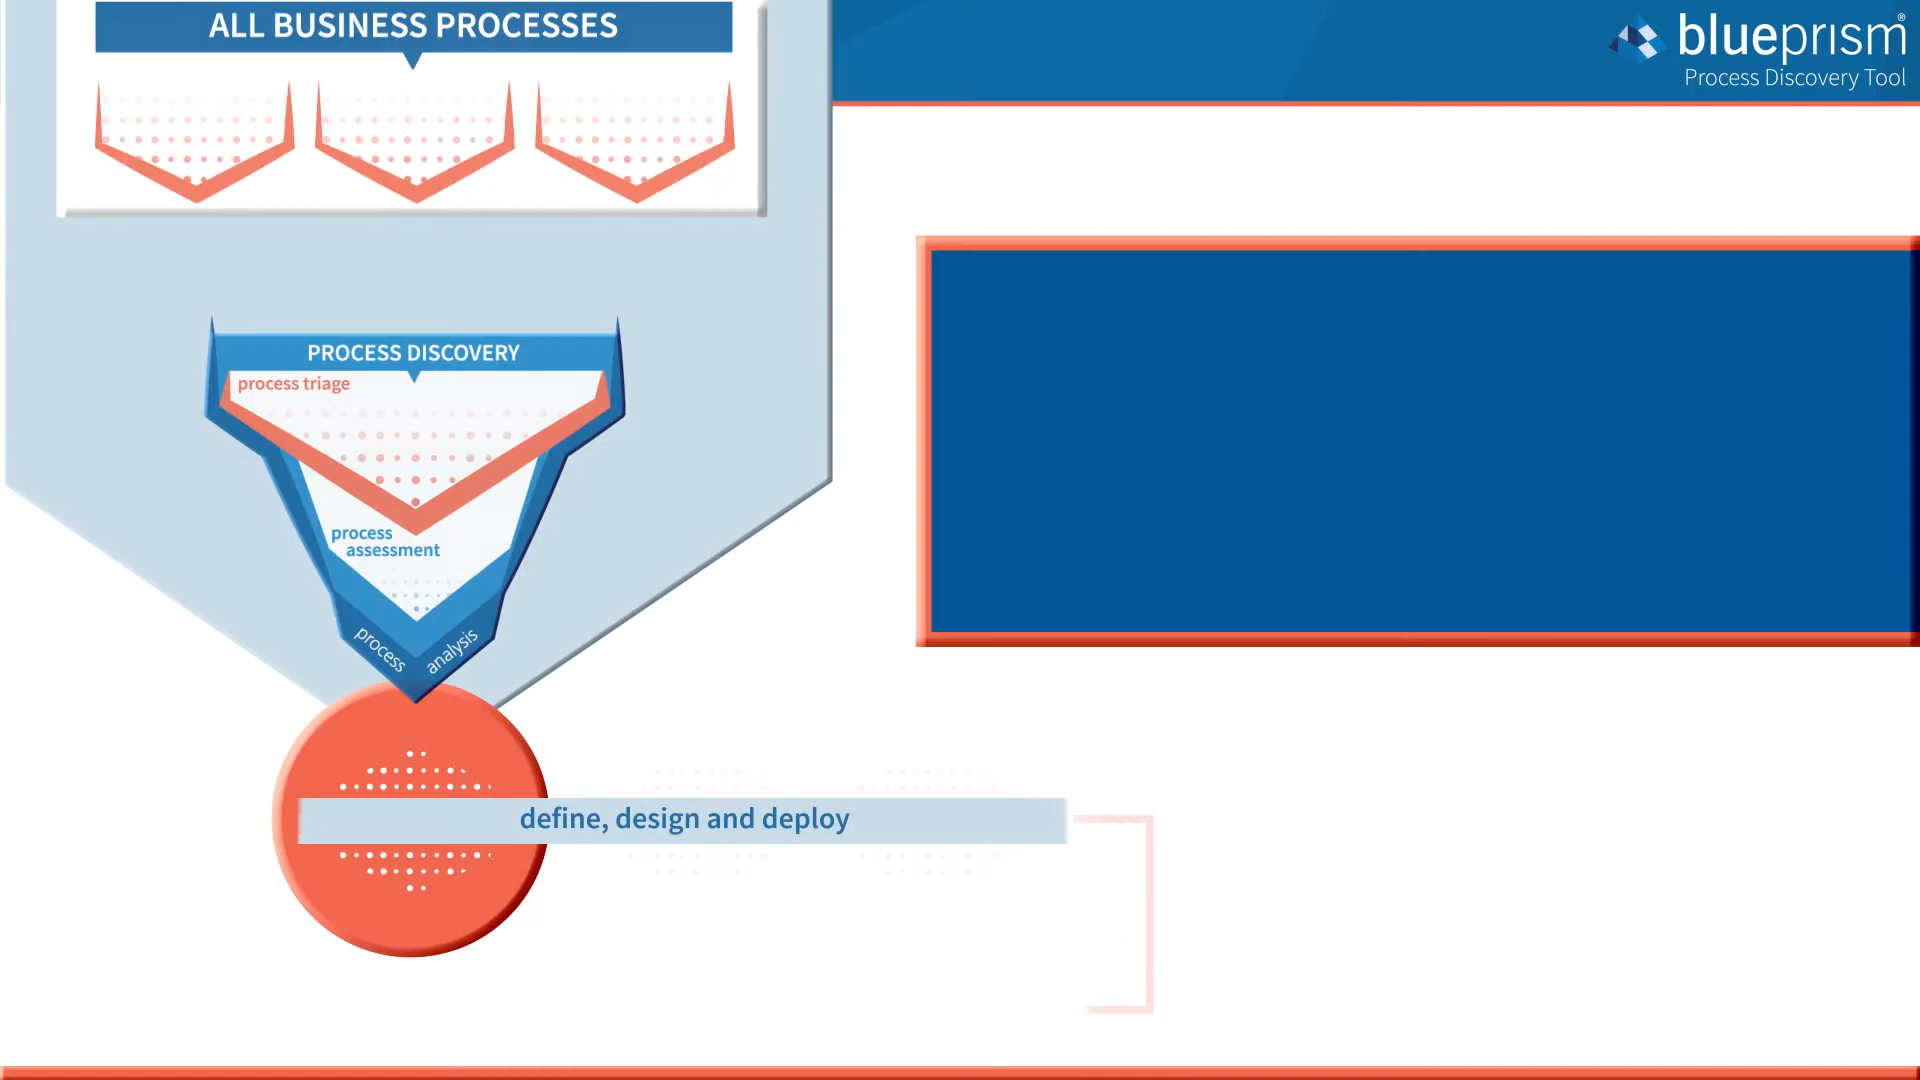 ALL BUSINESS PROCESSES
blueprism®
Process Discovery Tool
PROCESS DISCOVERY
process triage
process
assessment
process analysis
define, design and deploy